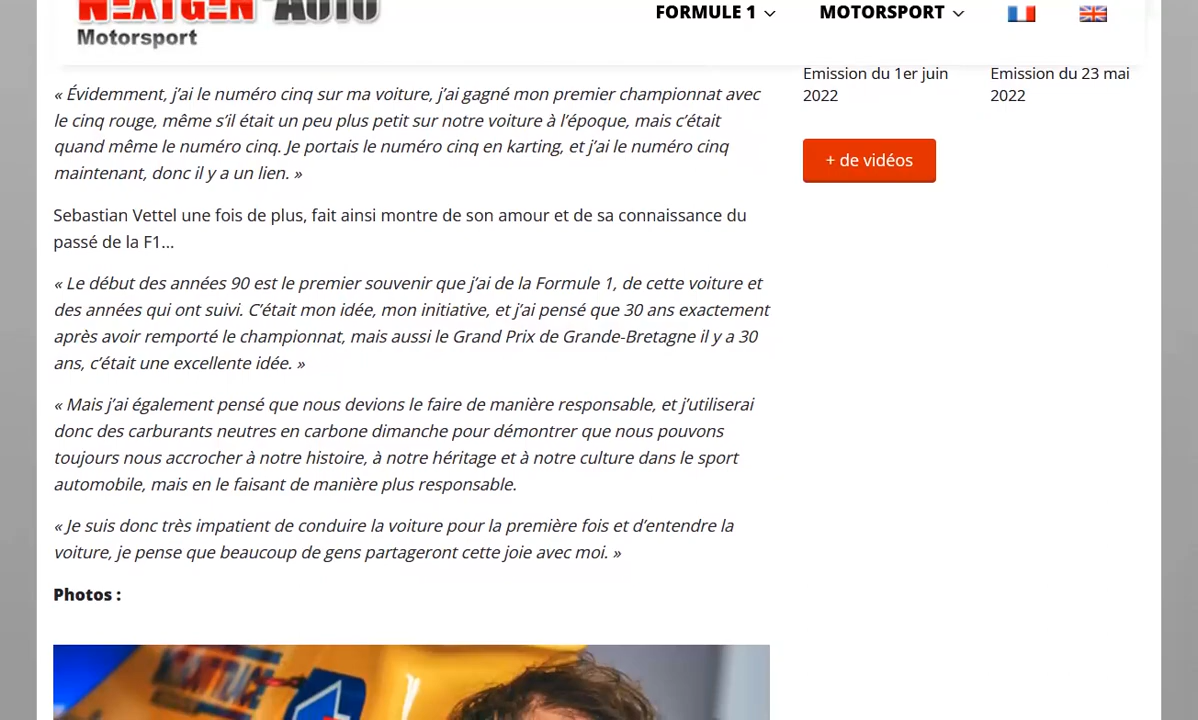 NEXTGEN AUTO
Motorsport
FORMULE 1
MOTORSPORT
Emission du 1er juin
2022
Emission du 23 mai
2022
+ de vidéos
« Évidemment, j’ai le numéro cinq sur ma voiture, j’ai gagné mon premier championnat avec
le cinq rouge, même s’il était un peu plus petit sur notre voiture à l’époque, mais c’était
quand même le numéro cinq. Je portais le numéro cinq en karting, et j’ai le numéro cinq
maintenant, donc il y a un lien. »
Sebastian Vettel une fois de plus, fait ainsi montre de son amour et de sa connaissance du
passé de la F1...
« Le début des années 90 est le premier souvenir que j’ai de la Formule 1, de cette voiture et
des années qui ont suivi. C’était mon idée, mon initiative, et j’ai pensé que 30 ans exactement
après avoir remporté le championnat, mais aussi le Grand Prix de Grande-Bretagne il y a 30
ans, c’était une excellente idée. »
« Mais j’ai également pensé que nous devions le faire de manière responsable, et j’utiliserai
donc des carburants neutres en carbone dimanche pour démontrer que nous pouvons
toujours nous accrocher à notre histoire, à notre héritage et à notre culture dans le sport
automobile, mais en le faisant de manière plus responsable.
« Je suis donc très impatient de conduire la voiture pour la première fois et d’entendre la
voiture, je pense que beaucoup de gens partageront cette joie avec moi. »
Photos :